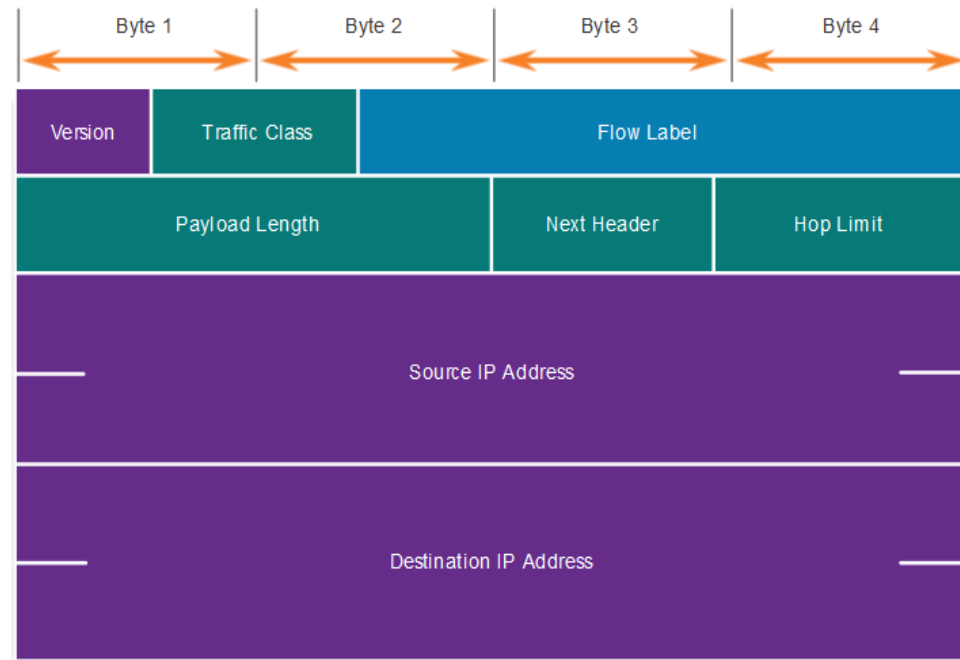 Byte 1 Byte 2 Byte 3 Byte 4
Version Traffic Class Flow Label
Payload Length Next Header Hop Limit
Source IP Address
Destination IP Address